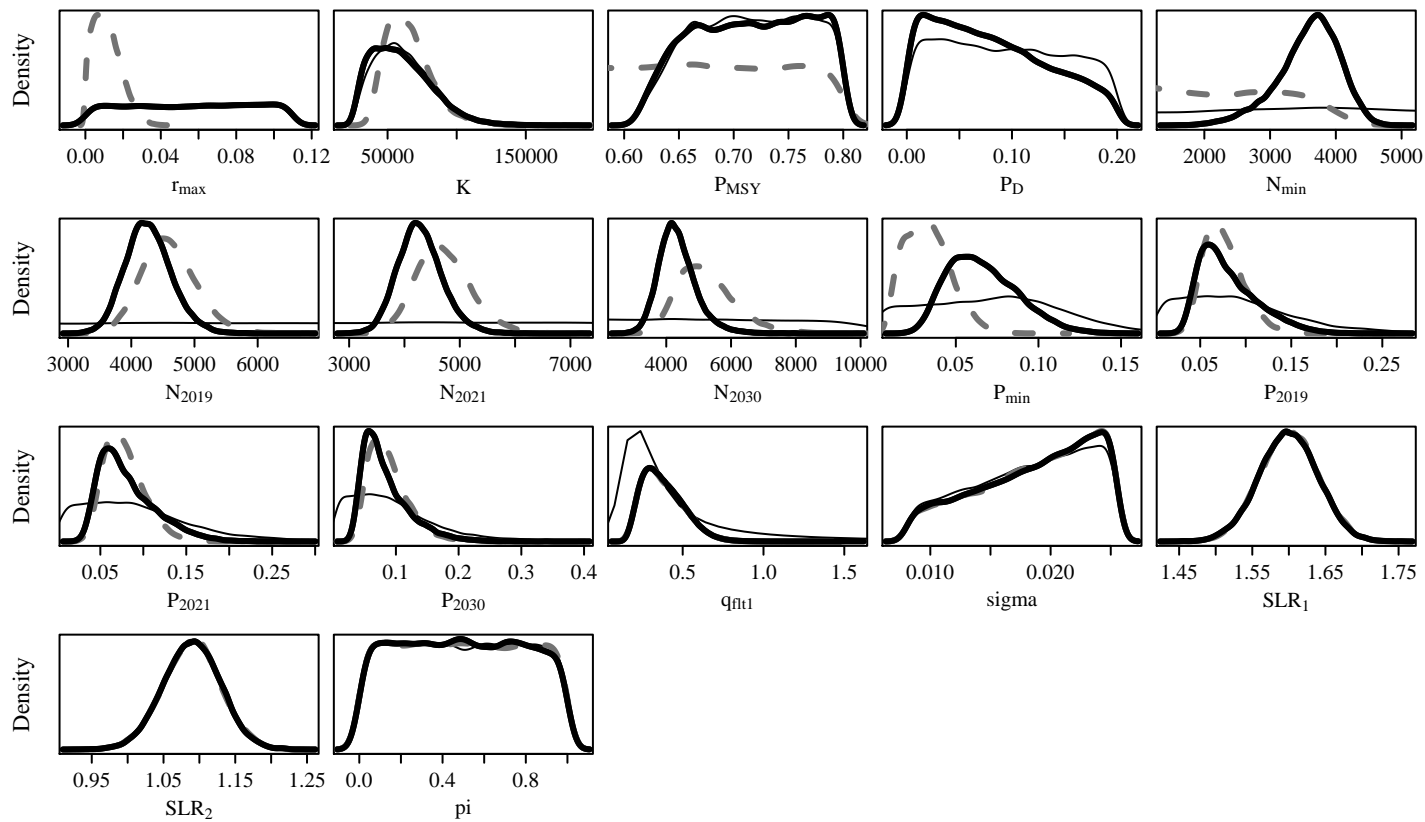 Density
0.00 0.04 0.08 0.12
r_max
50000 150000
K
0.60 0.65 0.70 0.75 0.80
P_MSY
0.00 0.10 0.20
P_D
2000 3000 4000 5000
N_min
Density
3000 4000 5000 6000
N_2019
3000 4000 5000 6000 7000
N_2021
4000 6000 8000 10000
N_2030
0.05 0.10 0.15
P_min
0.05 0.15 0.25
P_2019
Density
0.05 0.15 0.25
P_2021
0.1 0.2 0.3 0.4
P_2030
0.5 1.0 1.5
q_flt1
0.010 0.020
sigma
1.45 1.55 1.65 1.75
SLR_1
Density
0.95 1.05 1.15 1.25
SLR_2
0.0 0.4 0.8
pi